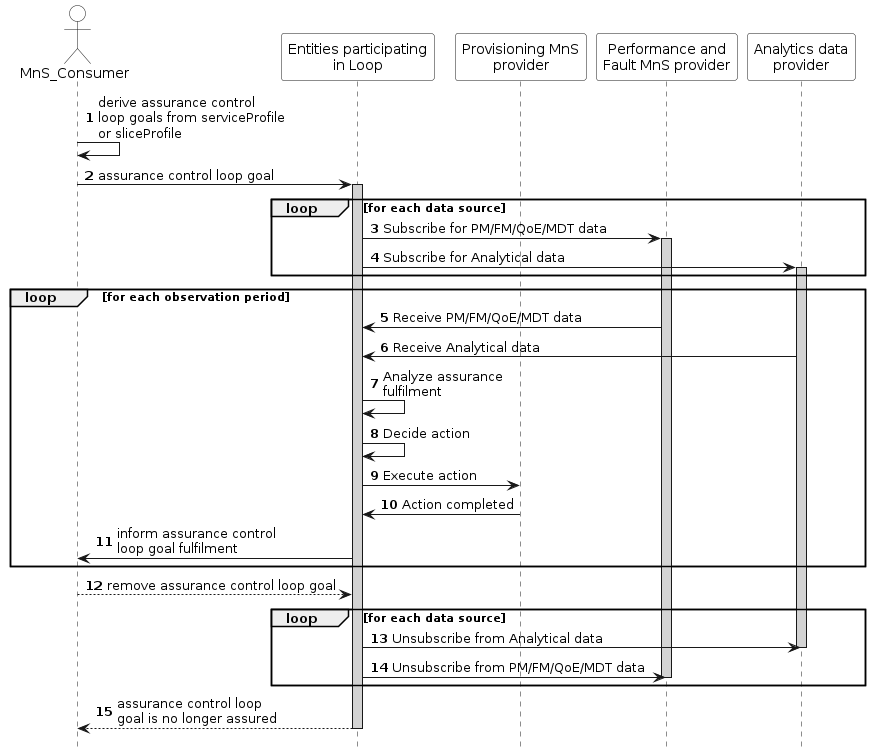 MnS_Consumer
Entities participating
in Loop
Provisioning MnS
provider
Performance and
Fault MnS provider
Analytics data
provider
derive assurance control
1 loop goals from serviceProfile
or sliceProfile
2 assurance control loop goal
loop [for each data source]
3 Subscribe for PM/FM/QoE/MDT data
4 Subscribe for Analytical data
loop [for each observation period]
5 Receive PM/FM/QoE/MDT data
6 Receive Analytical data
7 Analyze assurance
fulfilment
8 Decide action
9 Execute action
10 Action completed
11 inform assurance control
loop goal fulfilment
12 remove assurance control loop goal
loop [for each data source]
13 Unsubscribe from Analytical data
14 Unsubscribe from PM/FM/QoE/MDT data
15 assurance control loop
goal is no longer assured